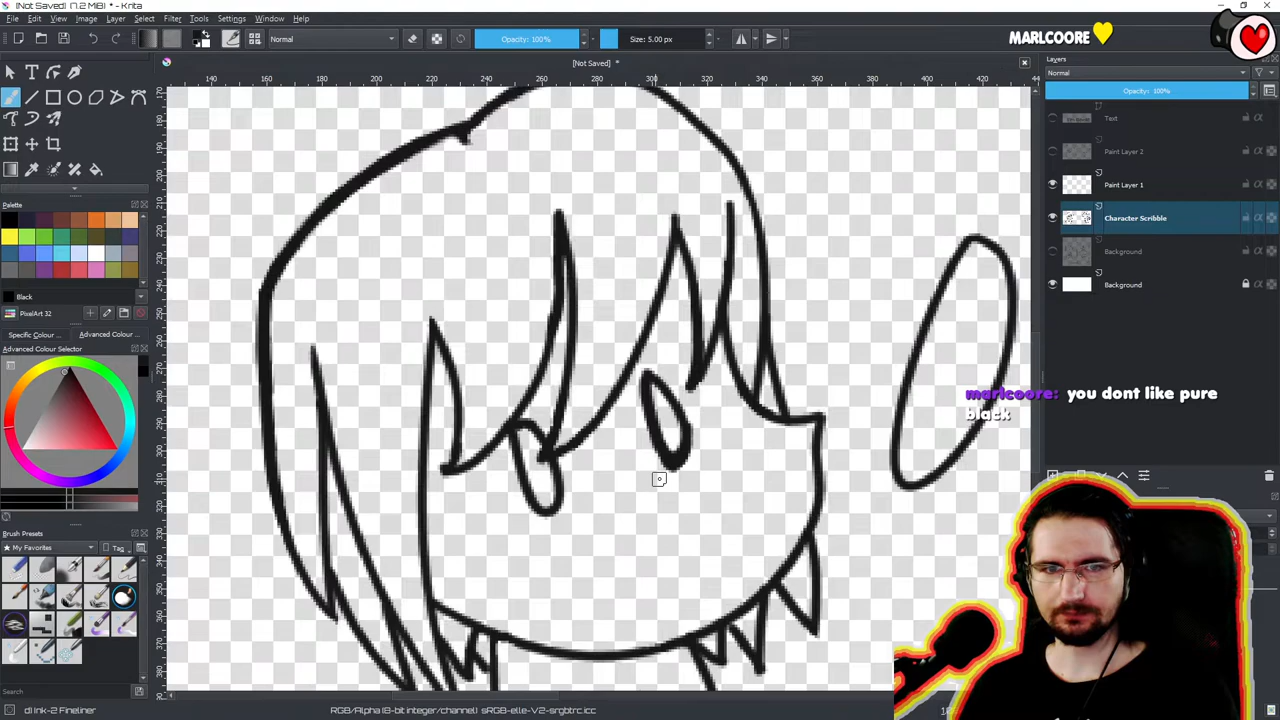 [Not Saved] (7.2 MiB) * - Krita
File Edit View Image Layer Select Filter Tools Settings Window Help
Normal Opacity: 100% Size: 5.00 px
MARLCOORE
[Not Saved] *
Layers
Normal
Opacity: 100%
Text
Paint Layer 2
Paint Layer 1
Character Scribble
Background
Background
140 160 180 200 220 240 260 280 300 320 340 360 400 420
Palette
Black
PixelArt 32
Specific Colour ... Advanced Colour ...
Advanced Colour Selector
marlcoore: you dont like pure
black
Brush Presets
My Favorites Tag
Search
d) Ink-2 Fineliner RGB/Alpha (8-bit integer/channel) sRGB-elle-V2-srgbtrc.icc